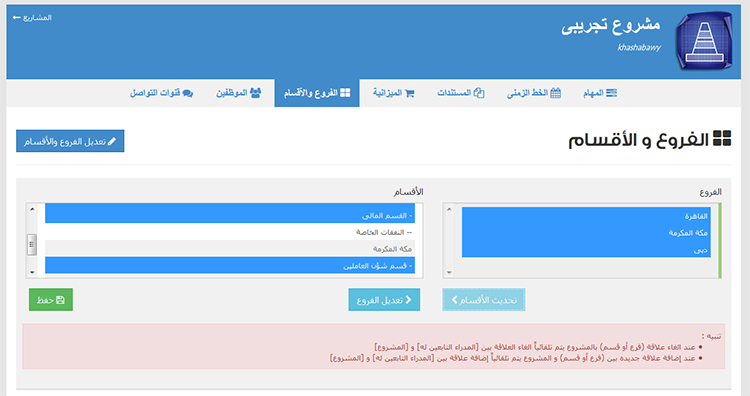 مشروع تجريبى
khashabawy
المشاريع
المهام
الخط الزمنى
المستندات
الميزانية
الفروع والأقسام
الموظفين
قنوات التواصل
الفروع و الأقسام
تعديل الفروع والأقسام
الفروع
القاهرة
مكة المكرمة
دبى
الأقسام
- القسم المالى
-- النفقات الخاصة
مكة المكرمة
- قسم شؤن العاملين
تحديث الأقسام
تعديل الفروع
حفظ
تنبيه :
عند الغاء علاقة (فرع أو قسم) بالمشروع يتم تلقائياً الغاء العلاقة بين [المدراء التابعين له] و [المشروع]
عند إضافة علاقة جديده بين (فرع أو قسم) و المشروع يتم تلقائياً إضافة علاقة بين [المدراء التابعين له] و [المشروع]